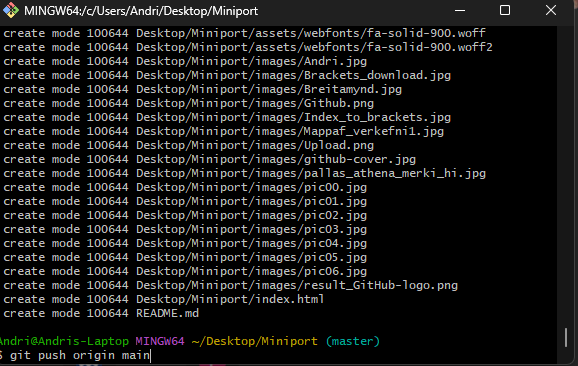 MINGW64:/c/Users/Andri/Desktop/Miniport
create mode 100644 Desktop/Miniport/assets/webfonts/fa-solid-900.woff
create mode 100644 Desktop/Miniport/assets/webfonts/fa-solid-900.woff2
create mode 100644 Desktop/Miniport/images/Andri.jpg
create mode 100644 Desktop/Miniport/images/Brackets_download.jpg
create mode 100644 Desktop/Miniport/images/Breitamynd.jpg
create mode 100644 Desktop/Miniport/images/Github.png
create mode 100644 Desktop/Miniport/images/Index_to_brackets.jpg
create mode 100644 Desktop/Miniport/images/Mappaf_verkefni1.jpg
create mode 100644 Desktop/Miniport/images/Upload.png
create mode 100644 Desktop/Miniport/images/github-cover.jpg
create mode 100644 Desktop/Miniport/images/pallas_athena_merki_hi.jpg
create mode 100644 Desktop/Miniport/images/pic00.jpg
create mode 100644 Desktop/Miniport/images/pic01.jpg
create mode 100644 Desktop/Miniport/images/pic02.jpg
create mode 100644 Desktop/Miniport/images/pic03.jpg
create mode 100644 Desktop/Miniport/images/pic04.jpg
create mode 100644 Desktop/Miniport/images/pic05.jpg
create mode 100644 Desktop/Miniport/images/pic06.jpg
create mode 100644 Desktop/Miniport/images/result_GitHub-logo.png
create mode 100644 Desktop/Miniport/index.html
create mode 100644 README.md
Andri@Andris-Laptop MINGW64 ~/Desktop/Miniport (master)
$ git push origin main